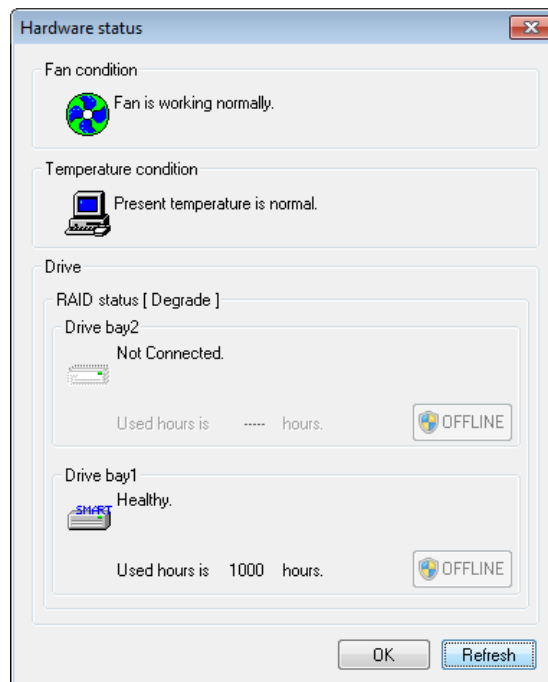 Hardware status
Fan condition
Fan is working normally.
Temperature condition
Present temperature is normal.
Drive
RAID status [ Degrade ]
Drive bay2
Not Connected.
Used hours is ----- hours.
OFFLINE
Drive bay1
SMART
Healthy.
Used hours is 1000 hours.
OFFLINE
OK
Refresh